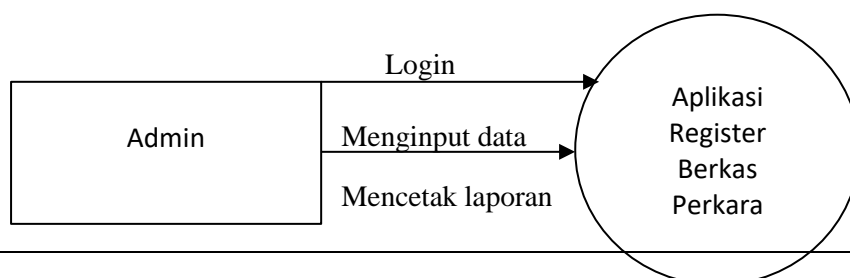 Login
Admin
Menginput data
Mencetak laporan
Aplikasi
Register
Berkas
Perkara